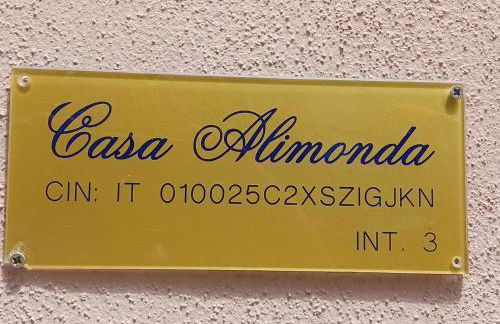 Casa Alimonda
CIN: IT 010025C2XSZIGJKN
INT. 3